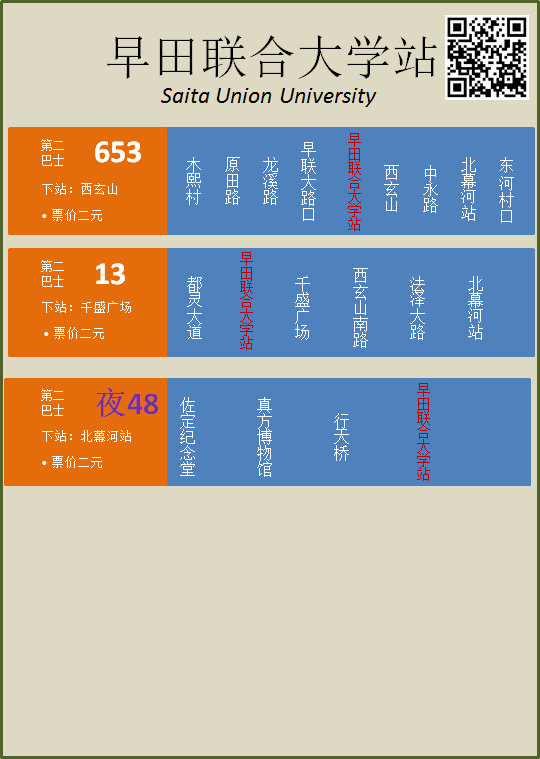 早田联合大学站
Saita Union University
第二
巴士
653
下站：西玄山
• 票价二元
木熙村
原田路
龙溪路
早联大路口
早田联合大学站
西玄山
中永路
北幕河站
东河村口
第二
巴士
13
下站：千盛广场
• 票价二元
都灵大道
早田联合大学站
千盛广场
西玄山南路
法泽大路
北幕河站
第二
巴士
夜48
下站：北幕河站
• 票价二元
佐定纪念堂
真方博物馆
行天桥
早田联合大学站